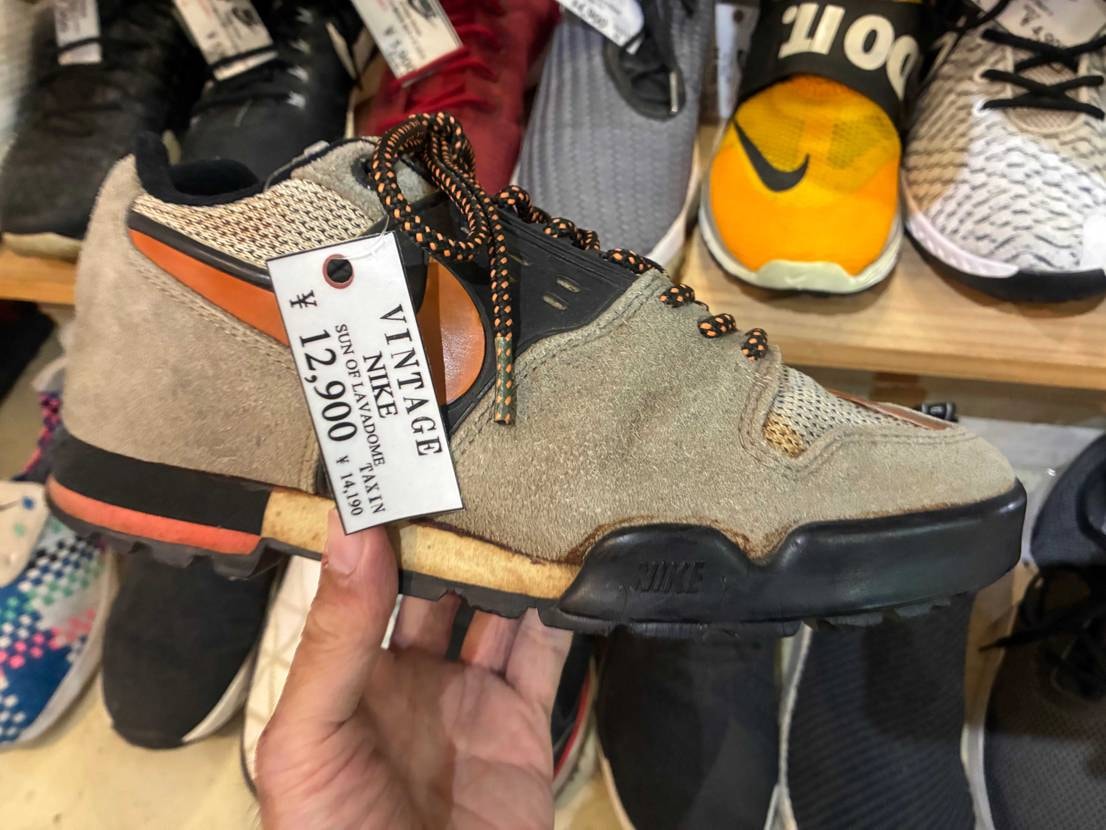 VINTAGE
NIKE
SUN OF LAVADOME
TAX IN
¥ 12,900
¥ 14,190
NIKE